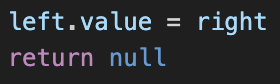 left.value = right
return null